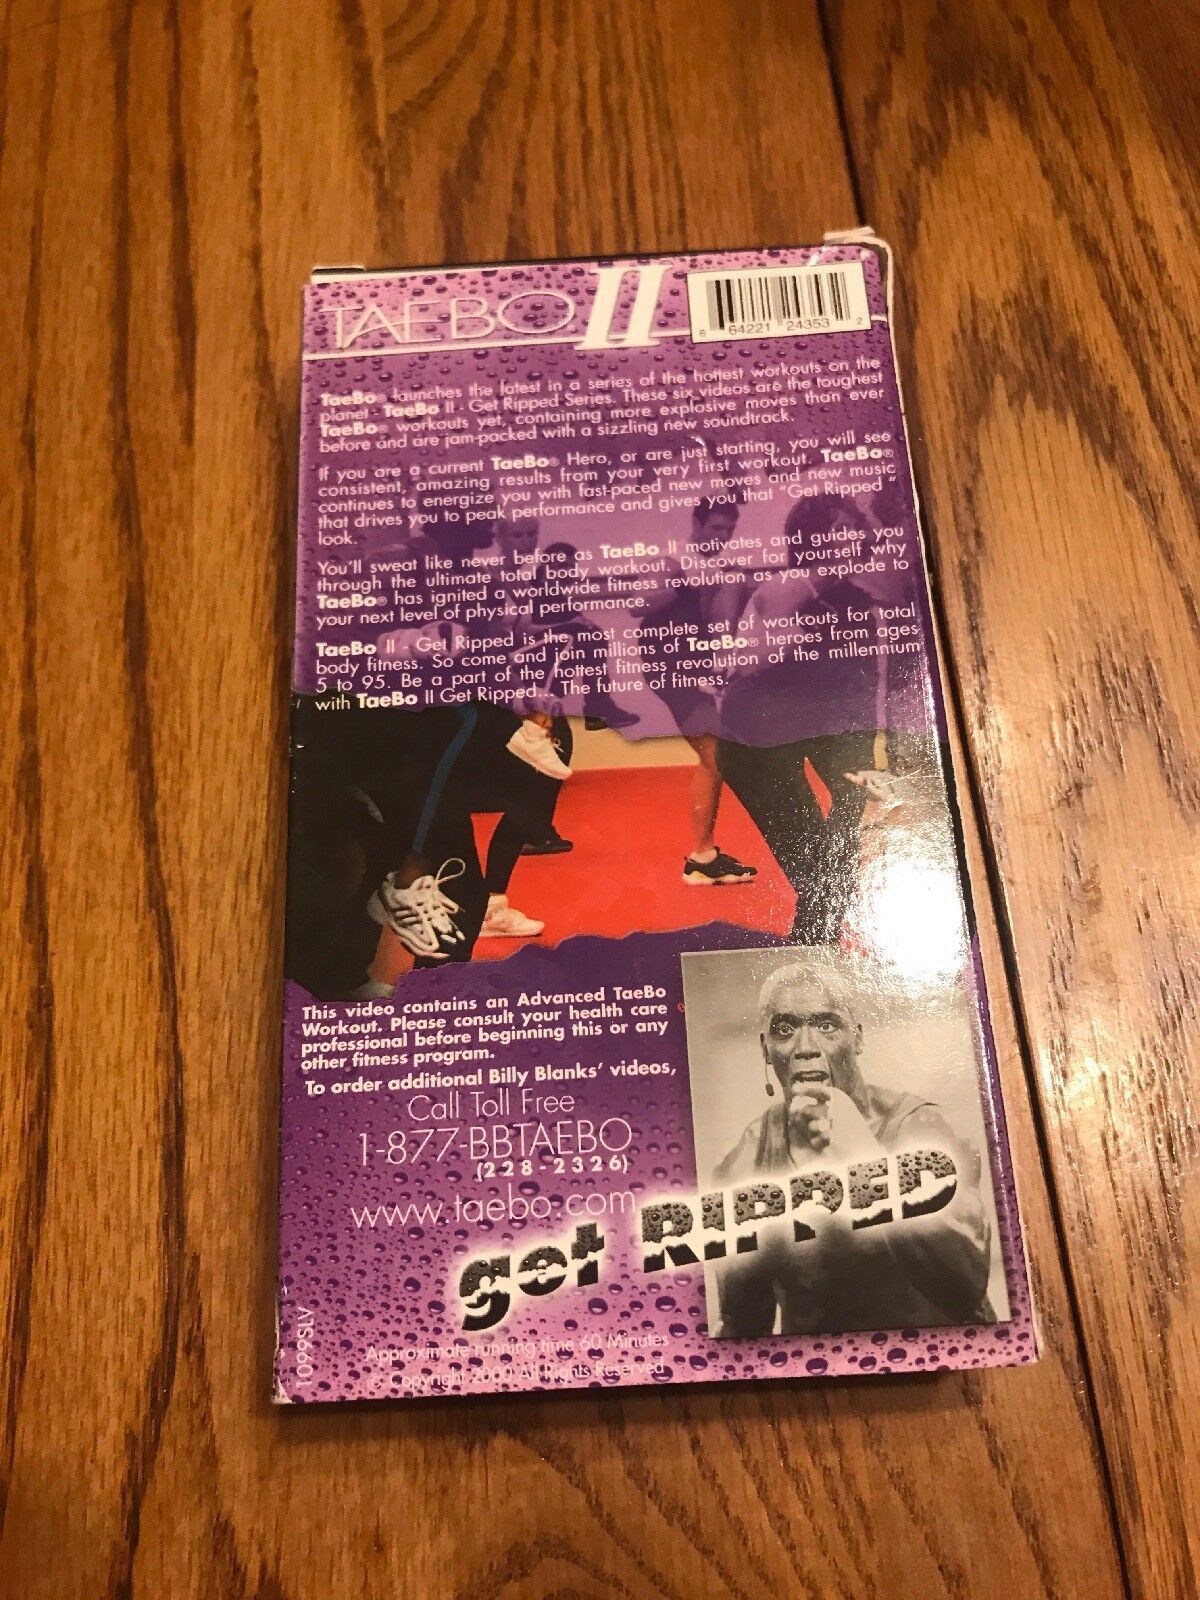 TAEBO II
6 64221 24353 2
TaeBo® launches the latest in a series of the hottest workouts on the
planet - TaeBo II - Get Ripped Series. These six videos are the toughest
TaeBo® workouts yet, containing more explosive moves than ever
before and are jam-packed with a sizzling new soundtrack.
If you are a current TaeBo® Hero, or are just starting, you will see
consistent, amazing results from your very first workout. TaeBo®
continues to energize you with fast-paced new moves and new music
that drives you to peak performance and gives you that "Get Ripped"
look.
You'll sweat like never before as TaeBo II motivates and guides you
through the ultimate total body workout. Discover for yourself why
TaeBo® has ignited a worldwide fitness revolution as you explode to
your next level of physical performance.
TaeBo II - Get Ripped is the most complete set of workouts for total
body fitness. So come and join millions of TaeBo® heroes from ages
5 to 95. Be a part of the hottest fitness revolution of the millennium
with TaeBo II Get Ripped... The future of fitness.
This video contains an Advanced TaeBo
Workout. Please consult your health care
professional before beginning this or any
other fitness program.
To order additional Billy Blanks' videos,
Call Toll Free
1-877-BBTAEBO
(228-2326)
www.taebo.com
get RIPPED
Approximate running time 60 Minutes
© Copyright 2000 All Rights Reserved
1099SLV